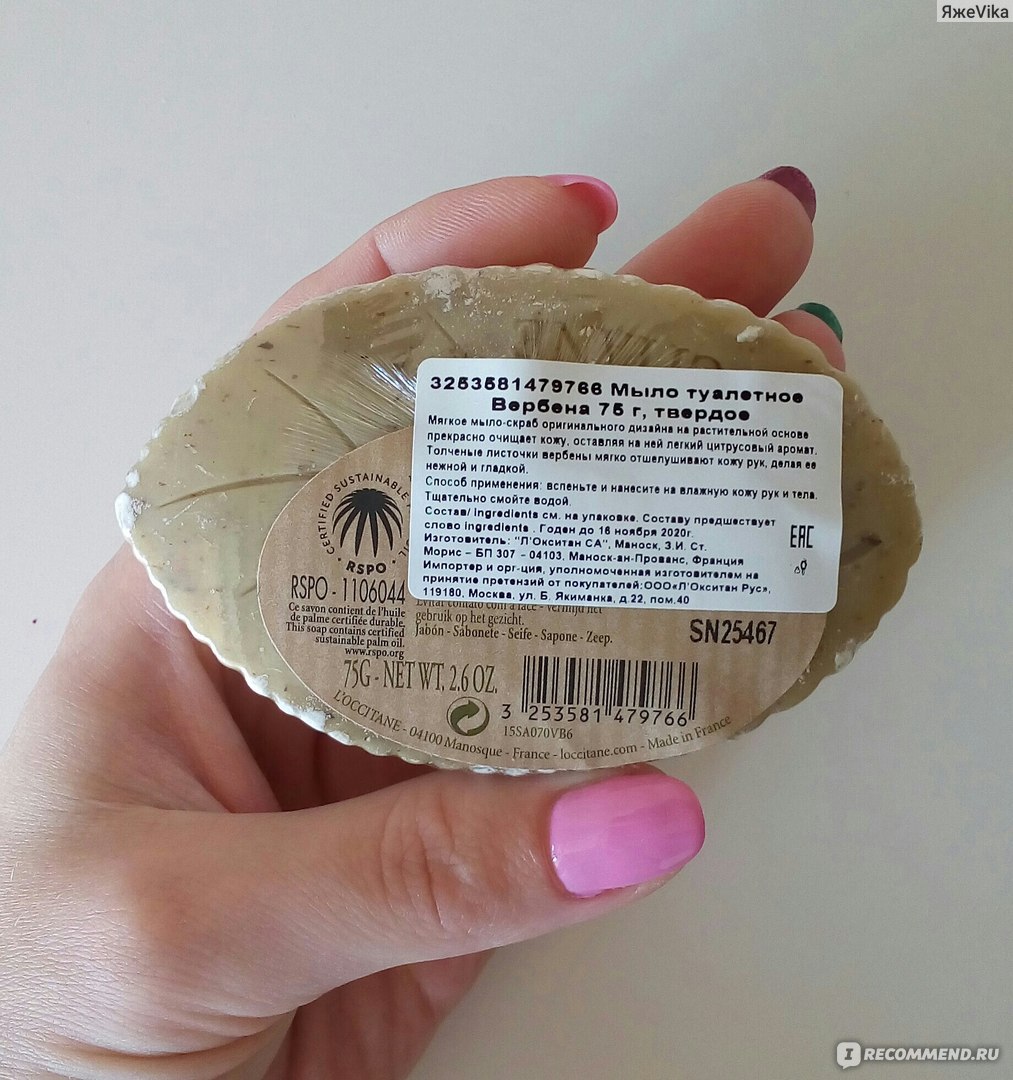 ЯжеVika
3253581479766 Мыло туалетное
Вербена 75 г, твердое
Мягкое мыло-скраб оригинального дизайна на растительной основе
прекрасно очищает кожу, оставляя на ней легкий цитрусовый аромат.
Толченые листочки вербены мягко отшелушивают кожу рук, делая ее
нежной и гладкой.
Способ применения: вспеньте и нанесите на влажную кожу рук и тела.
Тщательно смойте водой.
Состав/ Ingredients см. на упаковке. Составу предшествует
слово ingredients . Годен до 16 ноября 2020г.
Изготовитель: "Л'Окситан СА", Маноск, З.И. Ст.
Морис – БП 307 – 04103, Маноск-ан-Прованс, Франция
Импортер и орг-ция, уполномоченная изготовителем на
принятие претензий от покупателей:ООО«Л'Окситан Рус»,
119180, Москва, ул. Б. Якиманка, д.22, пом.40
EAC
CERTIFIED SUSTAINABLE
RSPO
RSPO - 1106044
Ce savon contient de l'huile
de palme certifiée durable.
This soap contains certified
sustainable palm oil.
www.rspo.org
Evitar contato com a face - Vermijd het
gebruik op het gezicht.
Jabón - Sabonete - Seife - Sapone - Zeep.
SN25467
75G - NET WT. 2.6 OZ.
3 253581 479766
15SA070VB6
L'OCCITANE - 04100 Manosque - France - loccitane.com - Made in France
IRECOMMEND.RU